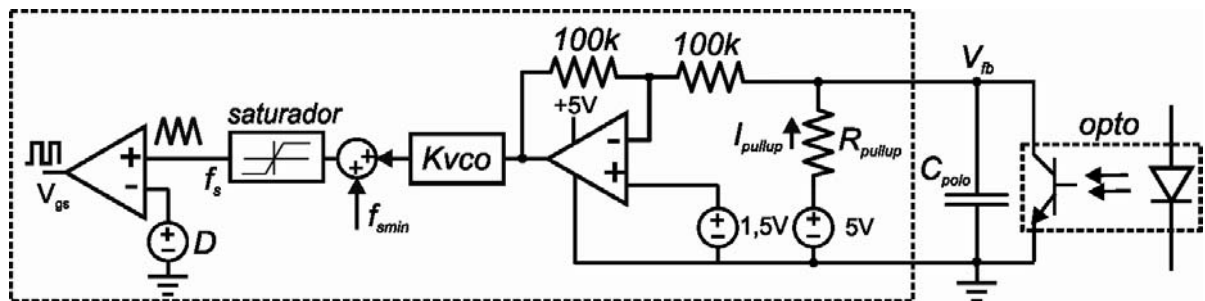 100k
100k
V_fb
+5V
saturador
opto
I_pullup
R_pullup
-
+
Kvco
+
+
+
-
f_s
V_gs
C_polo
f_smin
+
-
1,5V
+
-
5V
+
-
D